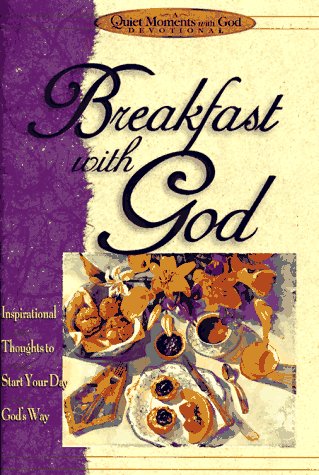 A
Quiet Moments with God
DEVOTIONAL
Breakfast
with
God
Inspirational
Thoughts to
Start Your Day
God's Way